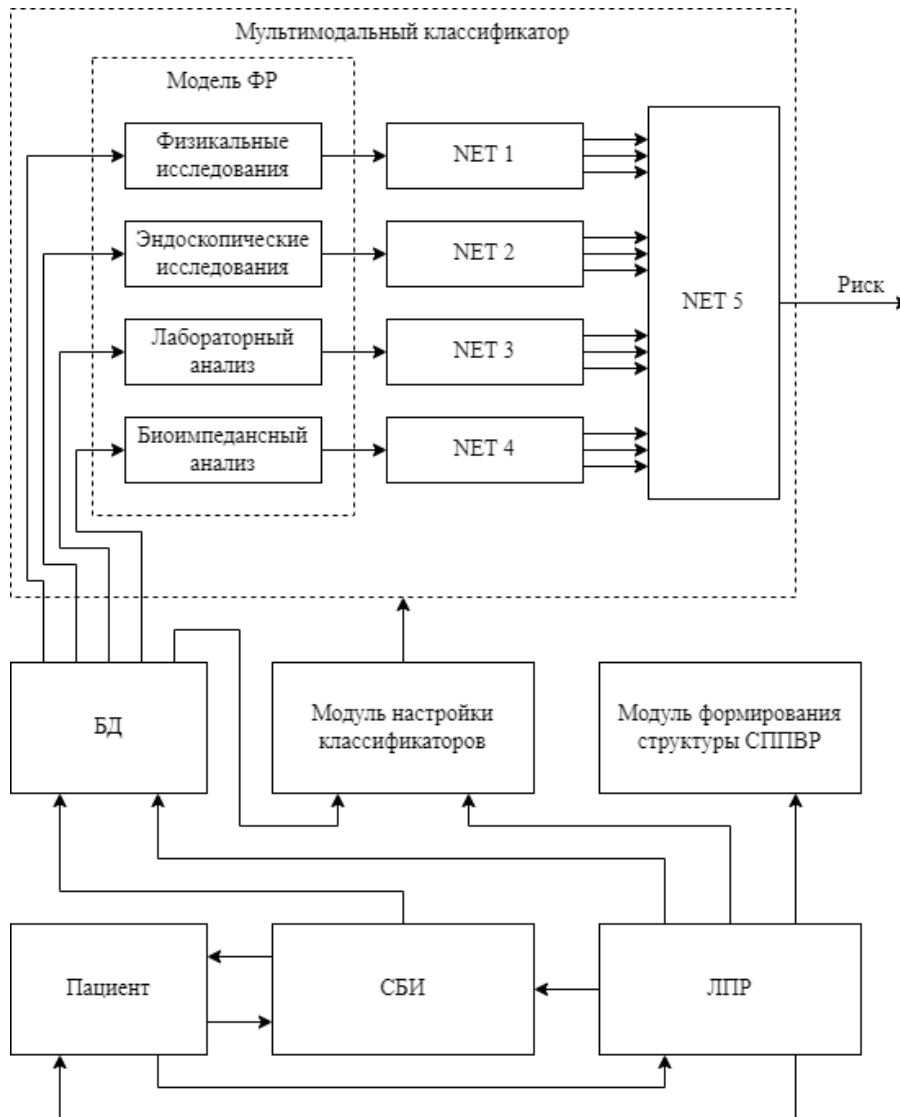 Мультимодальный классификатор
Модель ФР
Физикальные
исследования
NET 1
Эндоскопические
исследования
NET 2
Лабораторный
анализ
NET 3
Биоимпедансный
анализ
NET 4
NET 5
Риск
БД
Модуль настройки
классификаторов
Модуль формирования
структуры СППВР
Пациент
СБИ
ЛПР